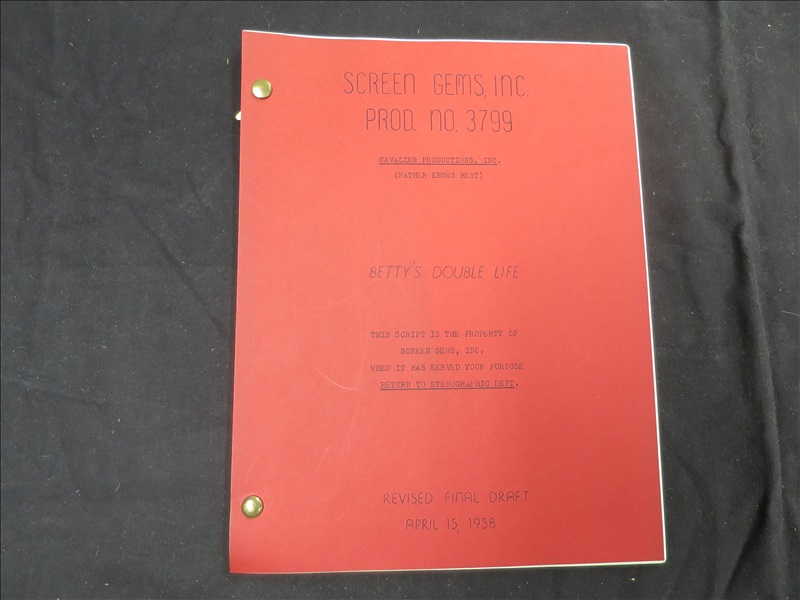 SCREEN GEMS, INC.
PROD. NO. 3799
CAVALIER PRODUCTIONS, INC.
(FATHER KNOWS BEST)
BETTY'S DOUBLE LIFE
THIS SCRIPT IS THE PROPERTY OF
SCREEN GEMS, INC.
WHEN IT HAS SERVED YOUR PURPOSE
RETURN TO STENOGRAPHIC DEPT.
REVISED FINAL DRAFT
APRIL 15, 1958